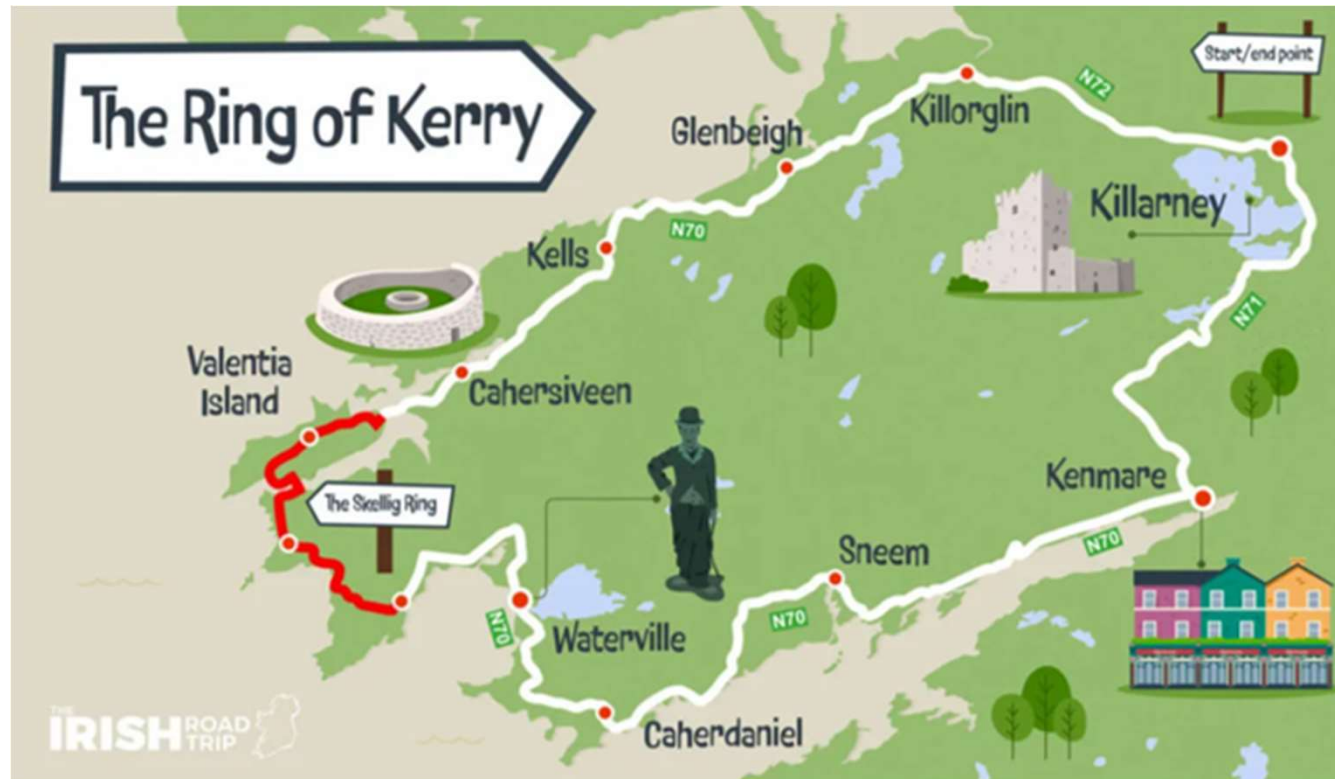 The Ring of Kerry
Start/end point
N72
Killorglin
Glenbeigh
Killarney
N70
Kells
N71
Valentia
Island
Cahersiveen
Kenmare
The Skellig Ring
Sneem
N70
N70
N70
Waterville
Caherdaniel
THE
IRISH ROAD
TRIP